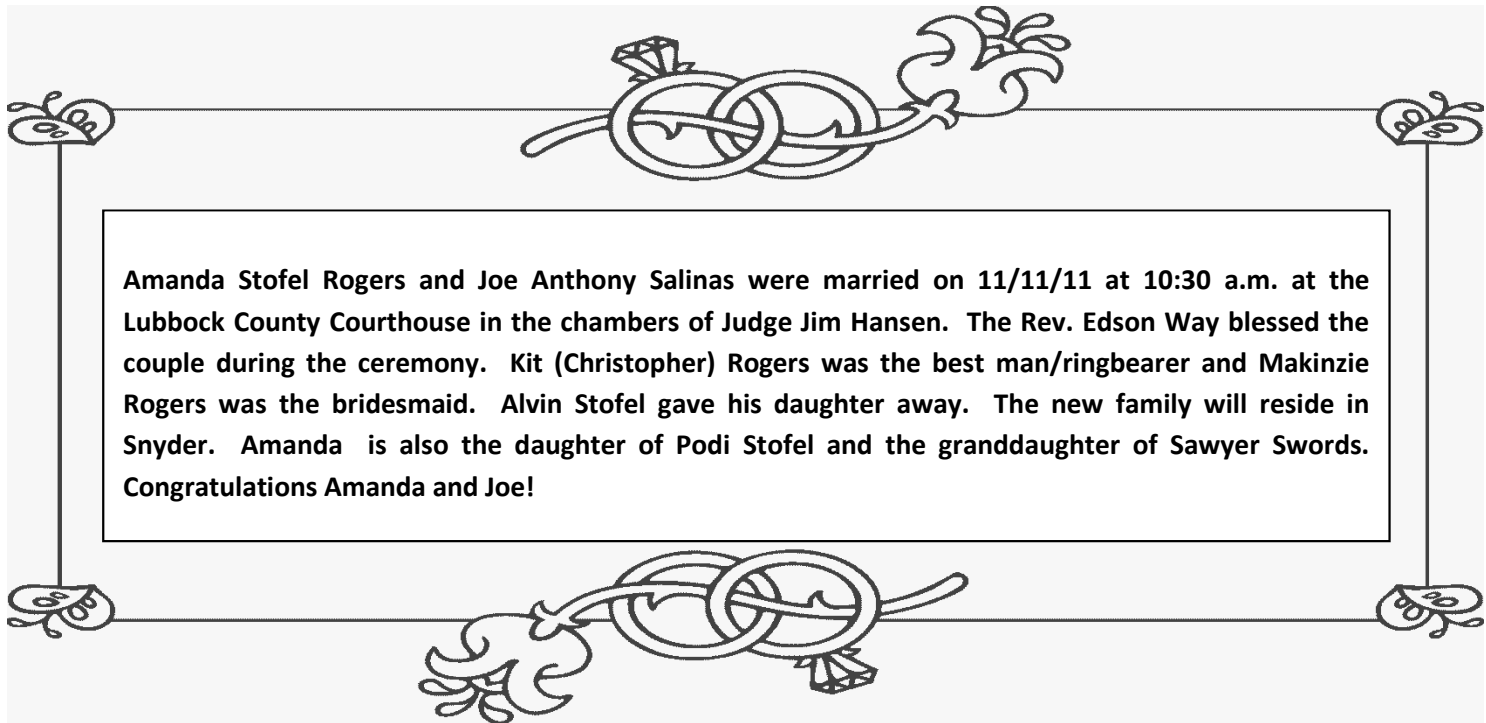 Amanda Stofel Rogers and Joe Anthony Salinas were married on 11/11/11 at 10:30 a.m. at the
Lubbock County Courthouse in the chambers of Judge Jim Hansen.  The Rev. Edson Way blessed the
couple during the ceremony.  Kit (Christopher) Rogers was the best man/ringbearer and Makinzie
Rogers was the bridesmaid.  Alvin Stofel gave his daughter away.  The new family will reside in
Snyder.  Amanda  is also the daughter of Podi Stofel and the granddaughter of Sawyer Swords.
Congratulations Amanda and Joe!